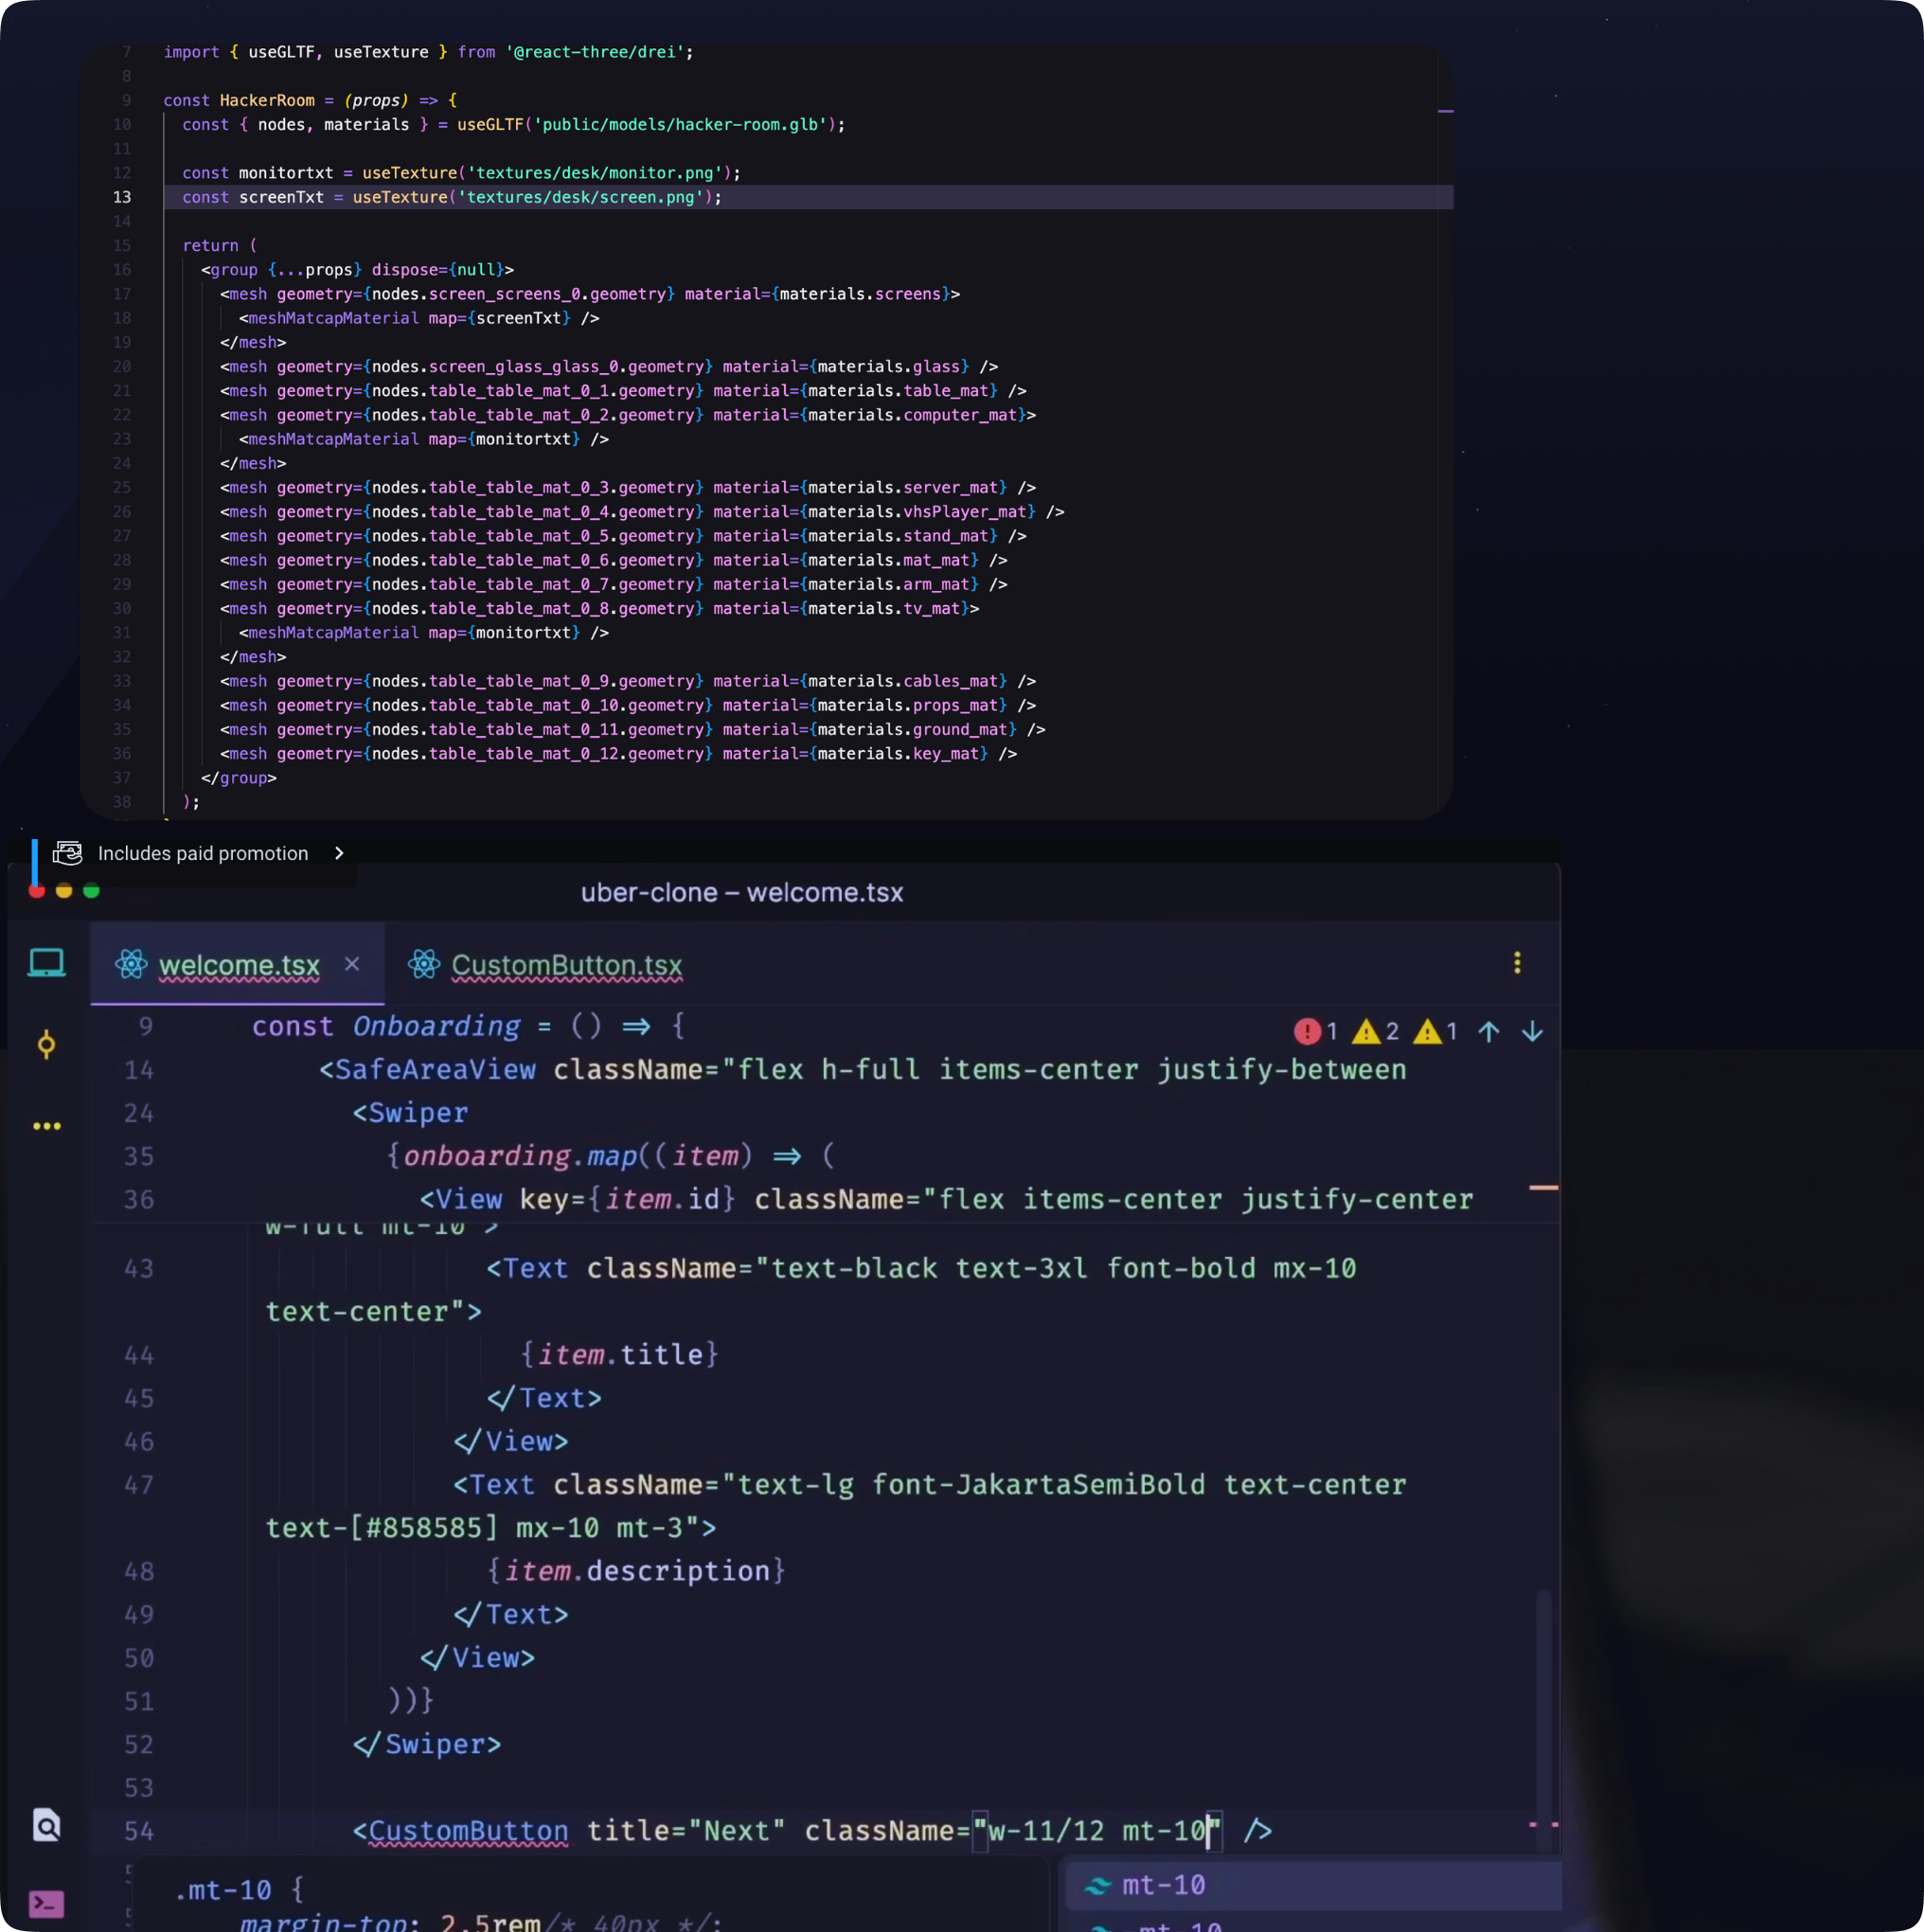 7 import { useGLTF, useTexture } from '@react-three/drei';
8
9 const HackerRoom = (props) => {
10 const { nodes, materials } = useGLTF('public/models/hacker-room.glb');
11
12 const monitortxt = useTexture('textures/desk/monitor.png');
13 const screenTxt = useTexture('textures/desk/screen.png');
14
15 return (
16 <group {...props} dispose={null}>
17 <mesh geometry={nodes.screen_screens_0.geometry} material={materials.screens}>
18 <meshMatcapMaterial map={screenTxt} />
19 </mesh>
20 <mesh geometry={nodes.screen_glass_glass_0.geometry} material={materials.glass} />
21 <mesh geometry={nodes.table_table_mat_0_1.geometry} material={materials.table_mat} />
22 <mesh geometry={nodes.table_table_mat_0_2.geometry} material={materials.computer_mat}>
23 <meshMatcapMaterial map={monitortxt} />
24 </mesh>
25 <mesh geometry={nodes.table_table_mat_0_3.geometry} material={materials.server_mat} />
26 <mesh geometry={nodes.table_table_mat_0_4.geometry} material={materials.vhsPlayer_mat} />
27 <mesh geometry={nodes.table_table_mat_0_5.geometry} material={materials.stand_mat} />
28 <mesh geometry={nodes.table_table_mat_0_6.geometry} material={materials.mat_mat} />
29 <mesh geometry={nodes.table_table_mat_0_7.geometry} material={materials.arm_mat} />
30 <mesh geometry={nodes.table_table_mat_0_8.geometry} material={materials.tv_mat}>
31 <meshMatcapMaterial map={monitortxt} />
32 </mesh>
33 <mesh geometry={nodes.table_table_mat_0_9.geometry} material={materials.cables_mat} />
34 <mesh geometry={nodes.table_table_mat_0_10.geometry} material={materials.props_mat} />
35 <mesh geometry={nodes.table_table_mat_0_11.geometry} material={materials.ground_mat} />
36 <mesh geometry={nodes.table_table_mat_0_12.geometry} material={materials.key_mat} />
37 </group>
38 );
Includes paid promotion
uber-clone – welcome.tsx
welcome.tsx CustomButton.tsx
9 const Onboarding = () => { 1 2 1
14 <SafeAreaView className="flex h-full items-center justify-between
24 <Swiper
35 {onboarding.map((item) => (
36 <View key={item.id} className="flex items-center justify-center
w-full mt-10">
43 <Text className="text-black text-3xl font-bold mx-10
text-center">
44 {item.title}
45 </Text>
46 </View>
47 <Text className="text-lg font-JakartaSemiBold text-center
text-[#858585] mx-10 mt-3">
48 {item.description}
49 </Text>
50 </View>
51 ))}
52 </Swiper>
53
54 <CustomButton title="Next" className="w-11/12 mt-10" />
.mt-10 {
margin-top: 2.5rem/* 40px */;
mt-10
-mt-10